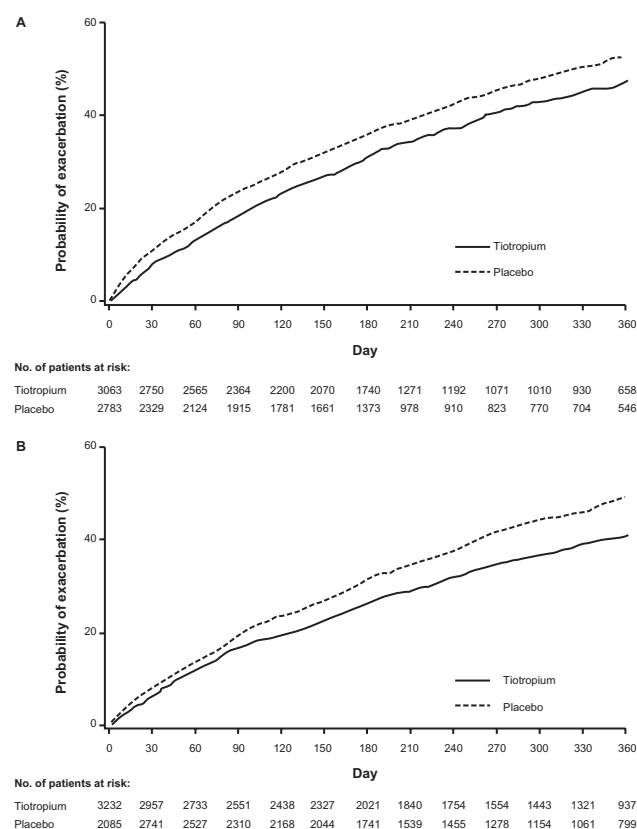 A
60
40
20
0
Probability of exacerbation (%)
Tiotropium
Placebo
0 30 60 90 120 150 180 210 240 270 300 330 360
Day
No. of patients at risk:
Tiotropium 3063 2750 2565 2364 2200 2070 1740 1271 1192 1071 1010 930 658
Placebo 2783 2329 2124 1915 1781 1661 1373 978 910 823 770 704 546
B
60
40
20
0
Probability of exacerbation (%)
Tiotropium
Placebo
0 30 60 90 120 150 180 210 240 270 300 330 360
Day
No. of patients at risk:
Tiotropium 3232 2957 2733 2551 2438 2327 2021 1840 1754 1554 1443 1321 937
Placebo 2085 2741 2527 2310 2168 2044 1741 1539 1455 1278 1154 1061 799